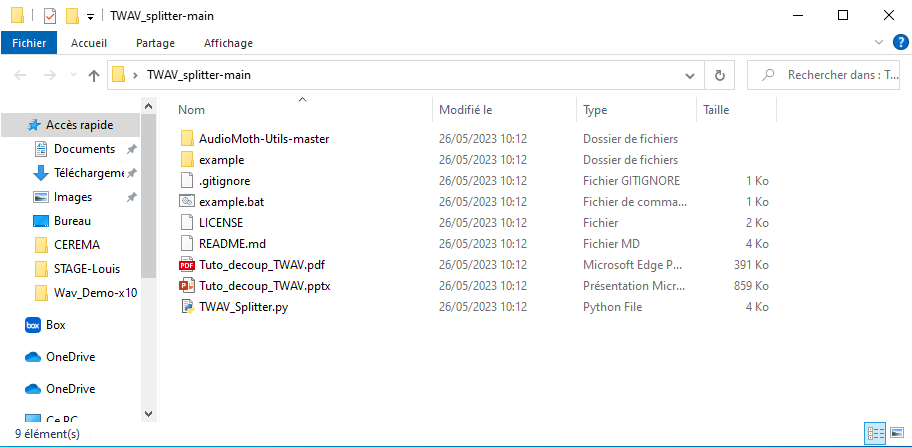 TWAV_splitter-main
Fichier Accueil Partage Affichage
TWAV_splitter-main
Rechercher dans : T...
Nom Modifié le Type Taille
Accès rapide
Documents
Téléchargeme
Images
Bureau
CEREMA
STAGE-Louis
Wav_Demo-x10
box Box
OneDrive
OneDrive
Ce PC
AudioMoth-Utils-master 26/05/2023 10:12 Dossier de fichiers
example 26/05/2023 10:12 Dossier de fichiers
.gitignore 26/05/2023 10:12 Fichier GITIGNORE 1 Ko
example.bat 26/05/2023 10:12 Fichier de comma... 1 Ko
LICENSE 26/05/2023 10:12 Fichier 2 Ko
README.md 26/05/2023 10:12 Fichier MD 4 Ko
PDF Tuto_decoup_TWAV.pdf 26/05/2023 10:12 Microsoft Edge P... 391 Ko
Tuto_decoup_TWAV.pptx 26/05/2023 10:12 Présentation Micr... 859 Ko
TWAV_Splitter.py 26/05/2023 10:12 Python File 4 Ko
9 élément(s)